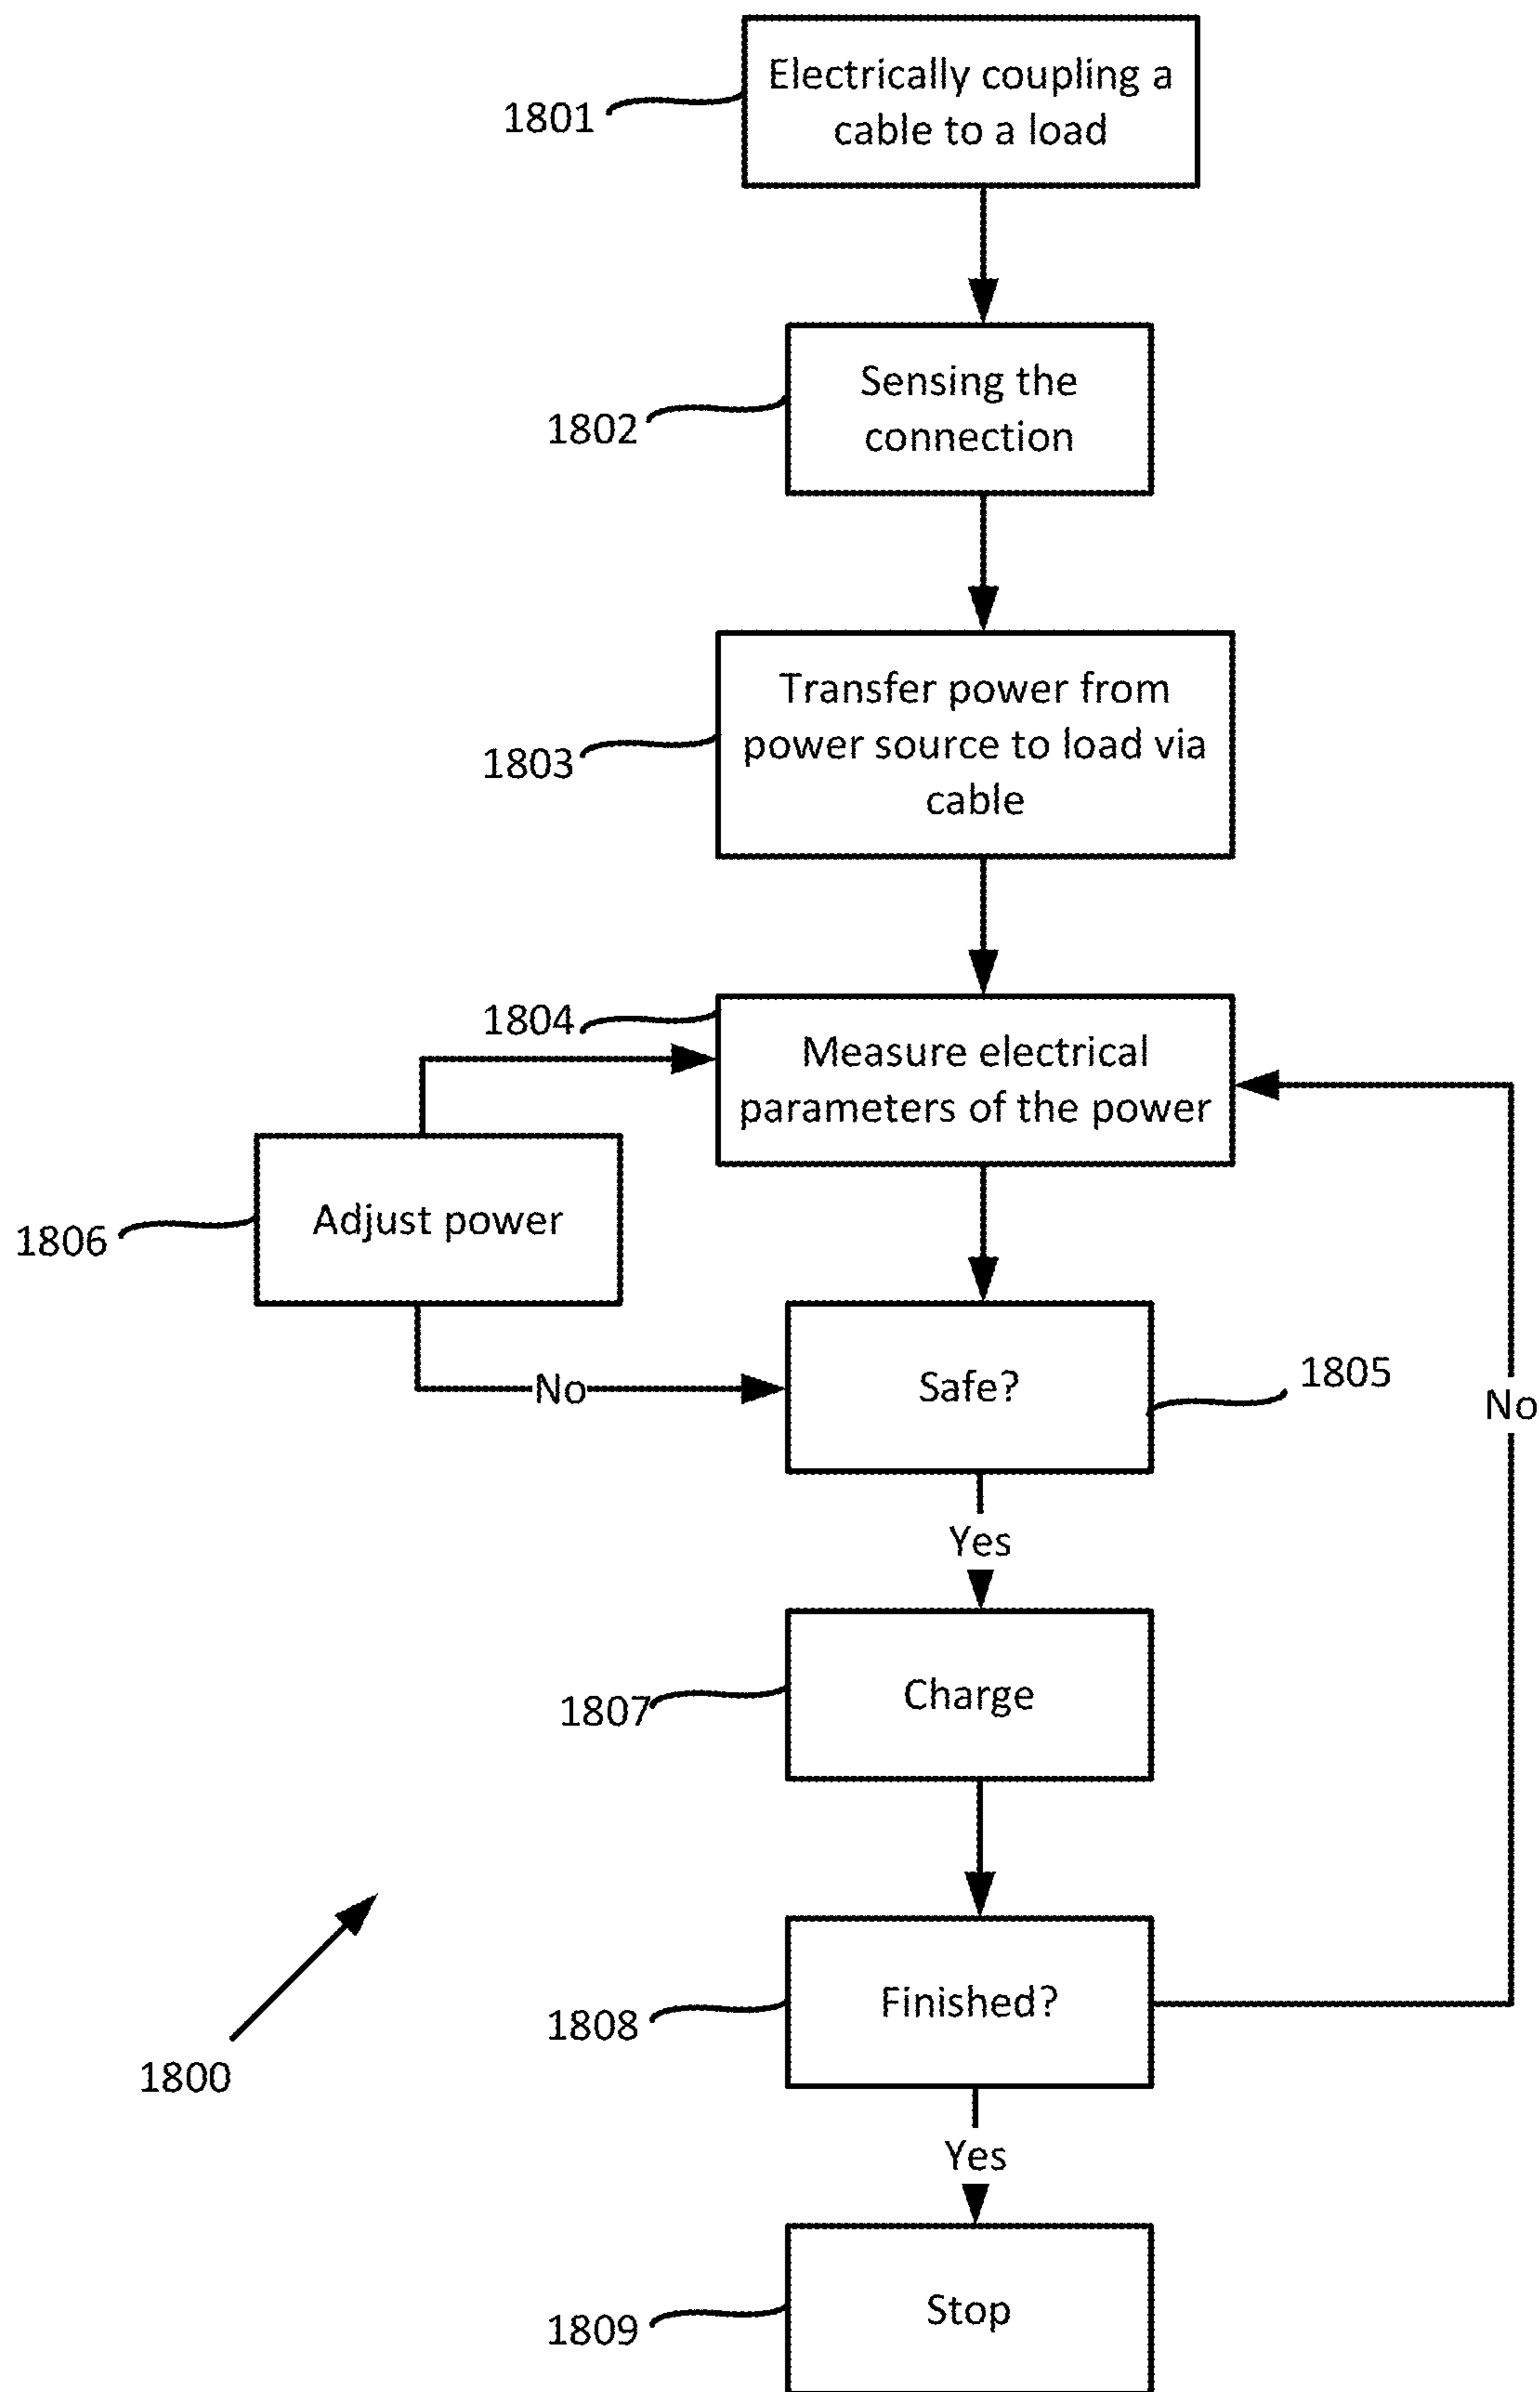 Electrically coupling a
cable to a load
1801
Sensing the
connection
1802
Transfer power from
power source to load via
cable
1803
1804
Measure electrical
parameters of the power
Adjust power
1806
No
Safe?
1805
No
Yes
Charge
1807
Finished?
1808
1800
Yes
Stop
1809